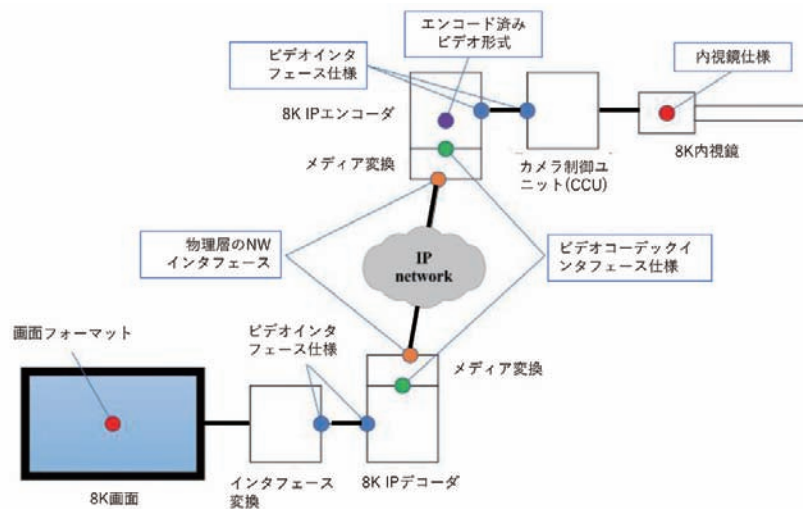 エンコード済み
ビデオ形式
ビデオインタ
フェース仕様
内視鏡仕様
8K IPエンコーダ
メディア変換
カメラ制御ユ
ニット(CCU)
8K内視鏡
物理層のNW
インタフェース
IP
network
ビデオコーデックイ
ンタフェース仕様
画面フォーマット
ビデオインタ
フェース仕様
メディア変換
8K画面
インタフェース
変換
8K IPデコーダ